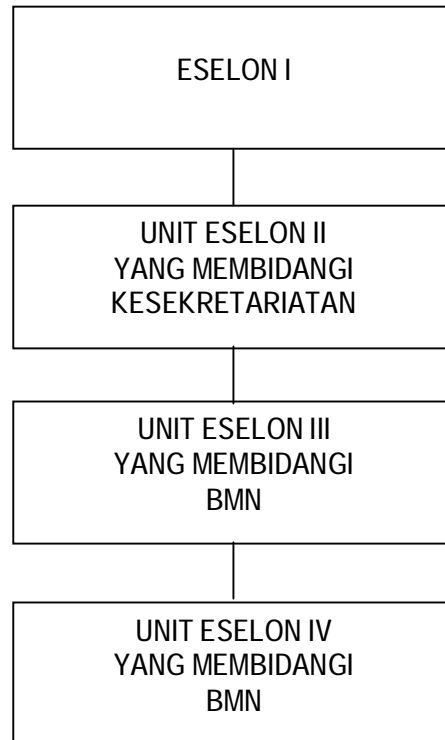 ESELON I
UNIT ESELON II
YANG MEMBIDANGI
KESEKRETARIATAN
UNIT ESELON III
YANG MEMBIDANGI
BMN
UNIT ESELON IV
YANG MEMBIDANGI
BMN